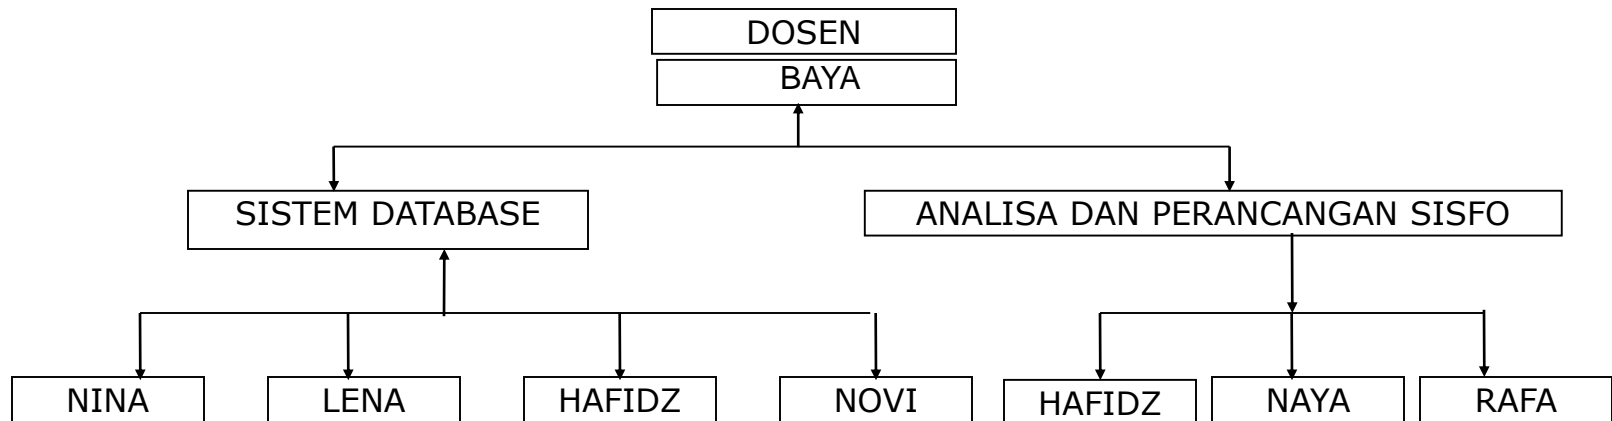 DOSEN
BAYA
SISTEM DATABASE
ANALISA DAN PERANCANGAN SISFO
NINA
LENA
HAFIDZ
NOVI
HAFIDZ
NAYA
RAFA